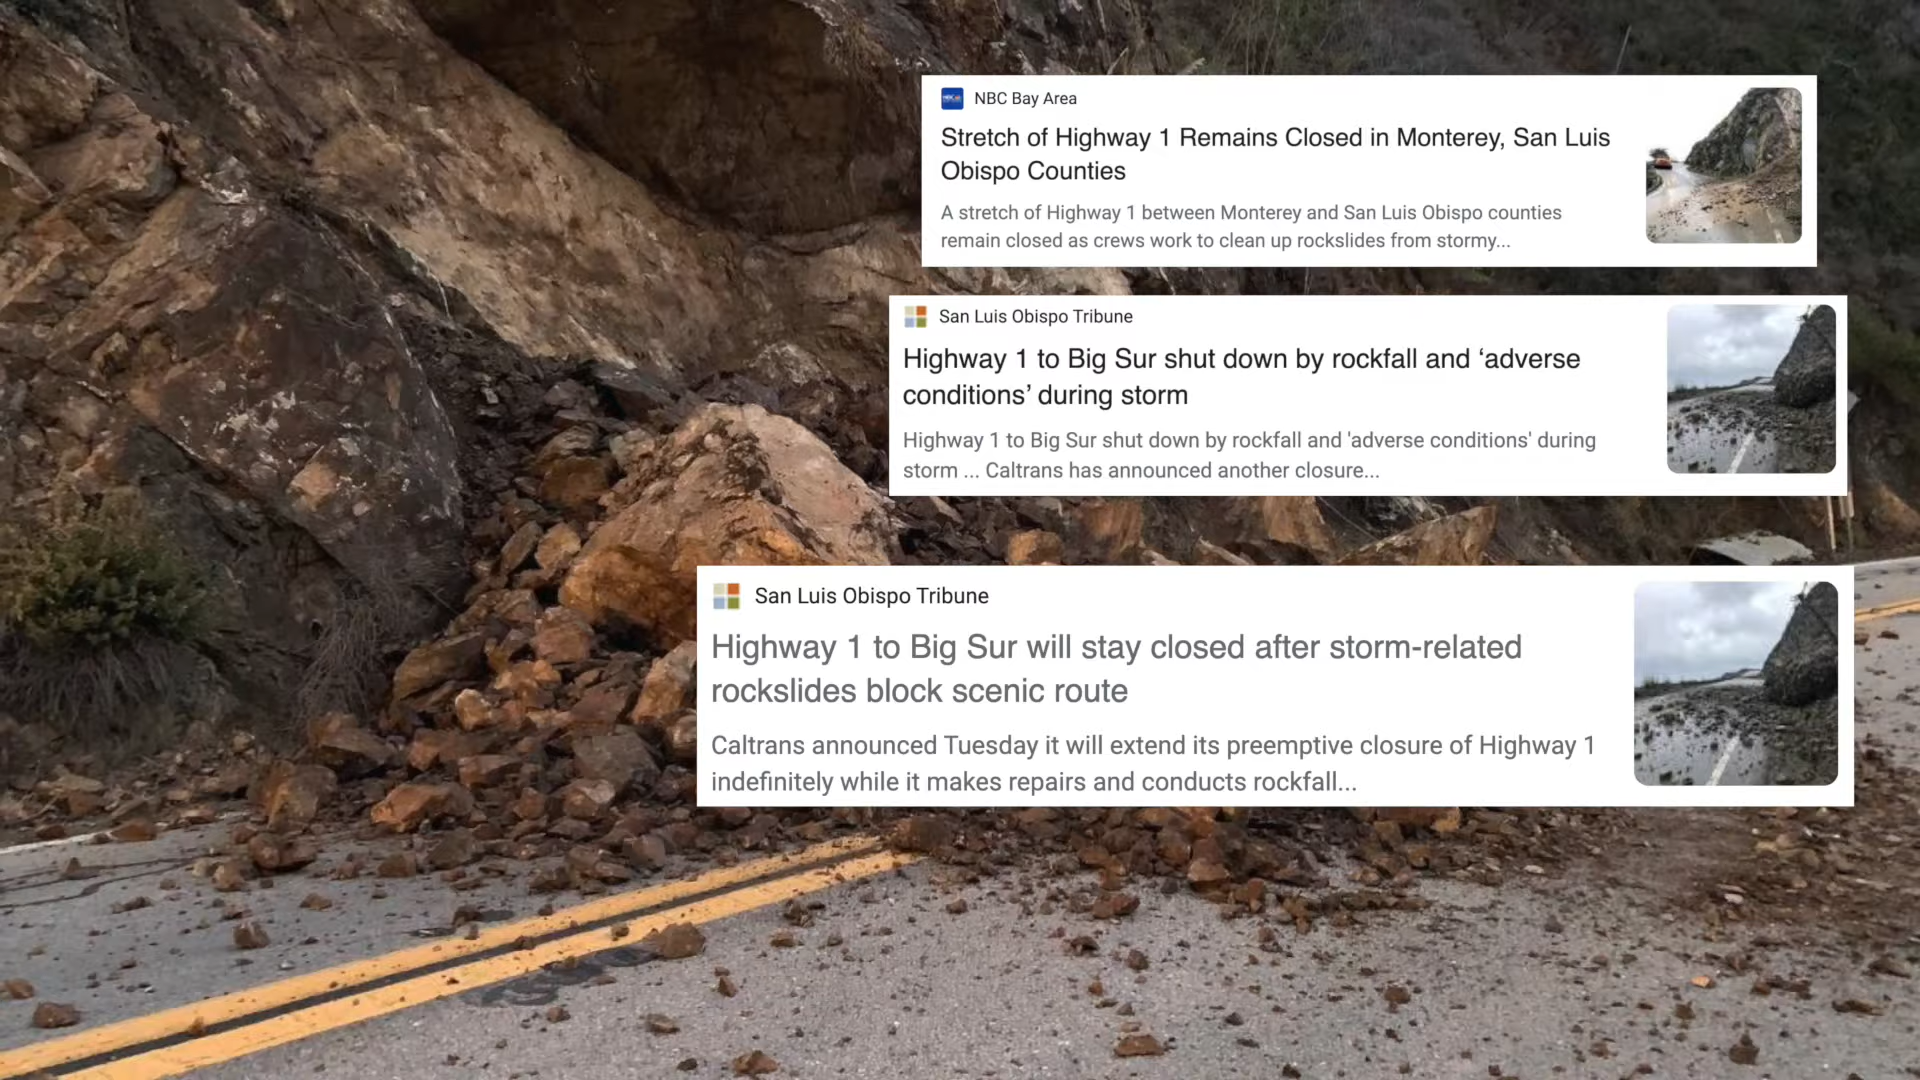 NBC Bay Area
Stretch of Highway 1 Remains Closed in Monterey, San Luis
Obispo Counties
A stretch of Highway 1 between Monterey and San Luis Obispo counties
remain closed as crews work to clean up rockslides from stormy...
San Luis Obispo Tribune
Highway 1 to Big Sur shut down by rockfall and ‘adverse
conditions’ during storm
Highway 1 to Big Sur shut down by rockfall and 'adverse conditions' during
storm ... Caltrans has announced another closure...
San Luis Obispo Tribune
Highway 1 to Big Sur will stay closed after storm-related
rockslides block scenic route
Caltrans announced Tuesday it will extend its preemptive closure of Highway 1
indefinitely while it makes repairs and conducts rockfall...